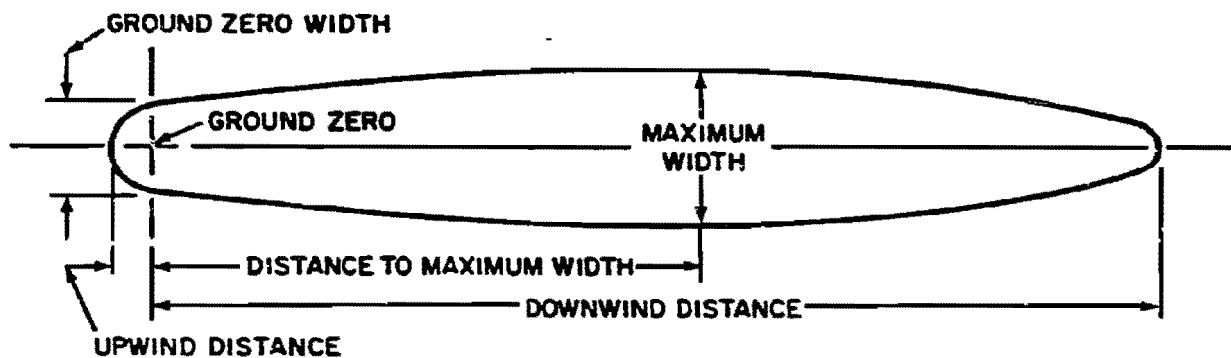 GROUND ZERO WIDTH
GROUND ZERO
MAXIMUM
WIDTH
DISTANCE TO MAXIMUM WIDTH
DOWNWIND DISTANCE
UPWIND DISTANCE